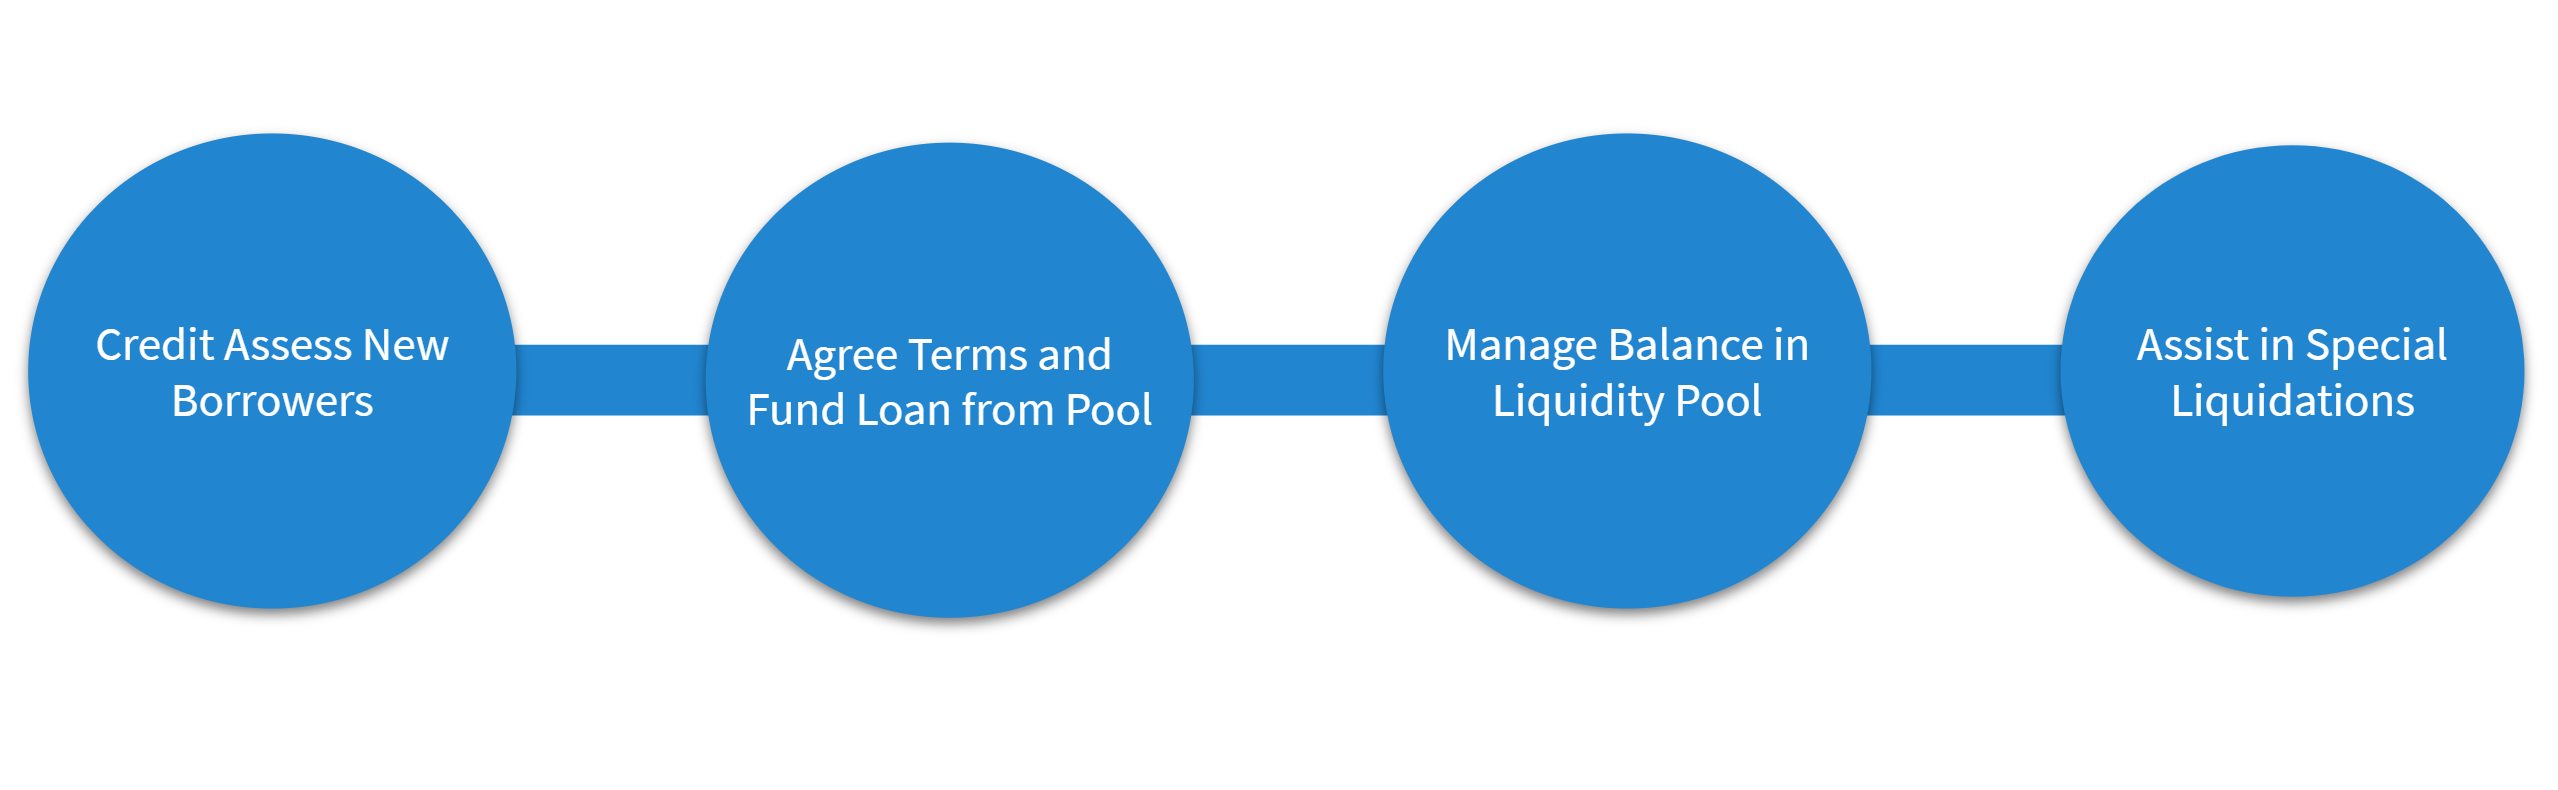 Credit Assess New
Borrowers
Agree Terms and
Fund Loan from Pool
Manage Balance in
Liquidity Pool
Assist in Special
Liquidations